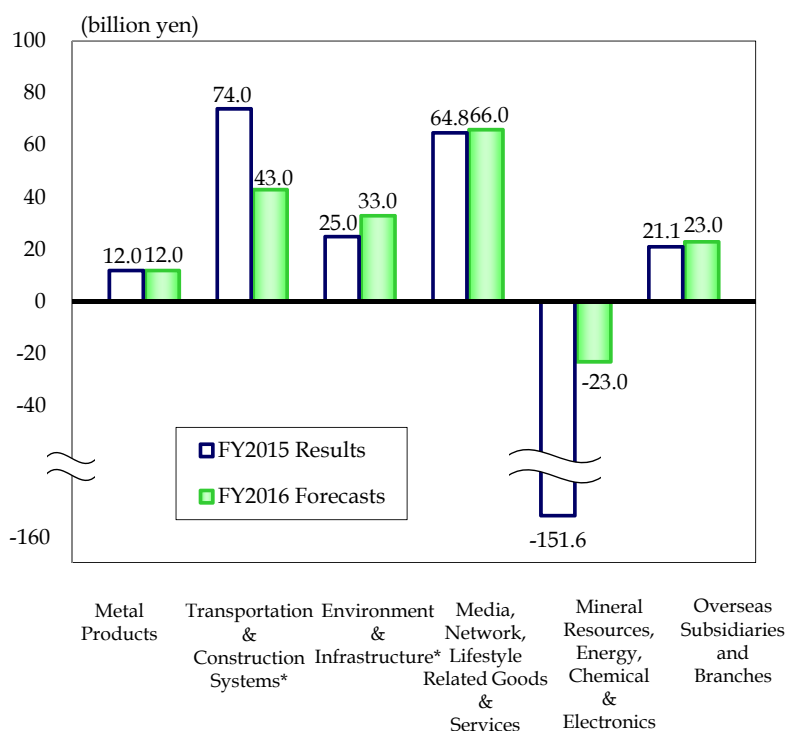 (billion yen)
100
80
60
40
20
0
-20
-40
-160
12.0 12.0
74.0
43.0
25.0
33.0
64.8 66.0
-151.6
-23.0
21.1 23.0
FY2015 Results
FY2016 Forecasts
Metal
Products
Transportation
&
Construction
Systems*
Environment
&
Infrastructure*
Media,
Network,
Lifestyle
Related Goods
&
Services
Mineral
Resources,
Energy,
Chemical
&
Electronics
Overseas
Subsidiaries
and
Branches